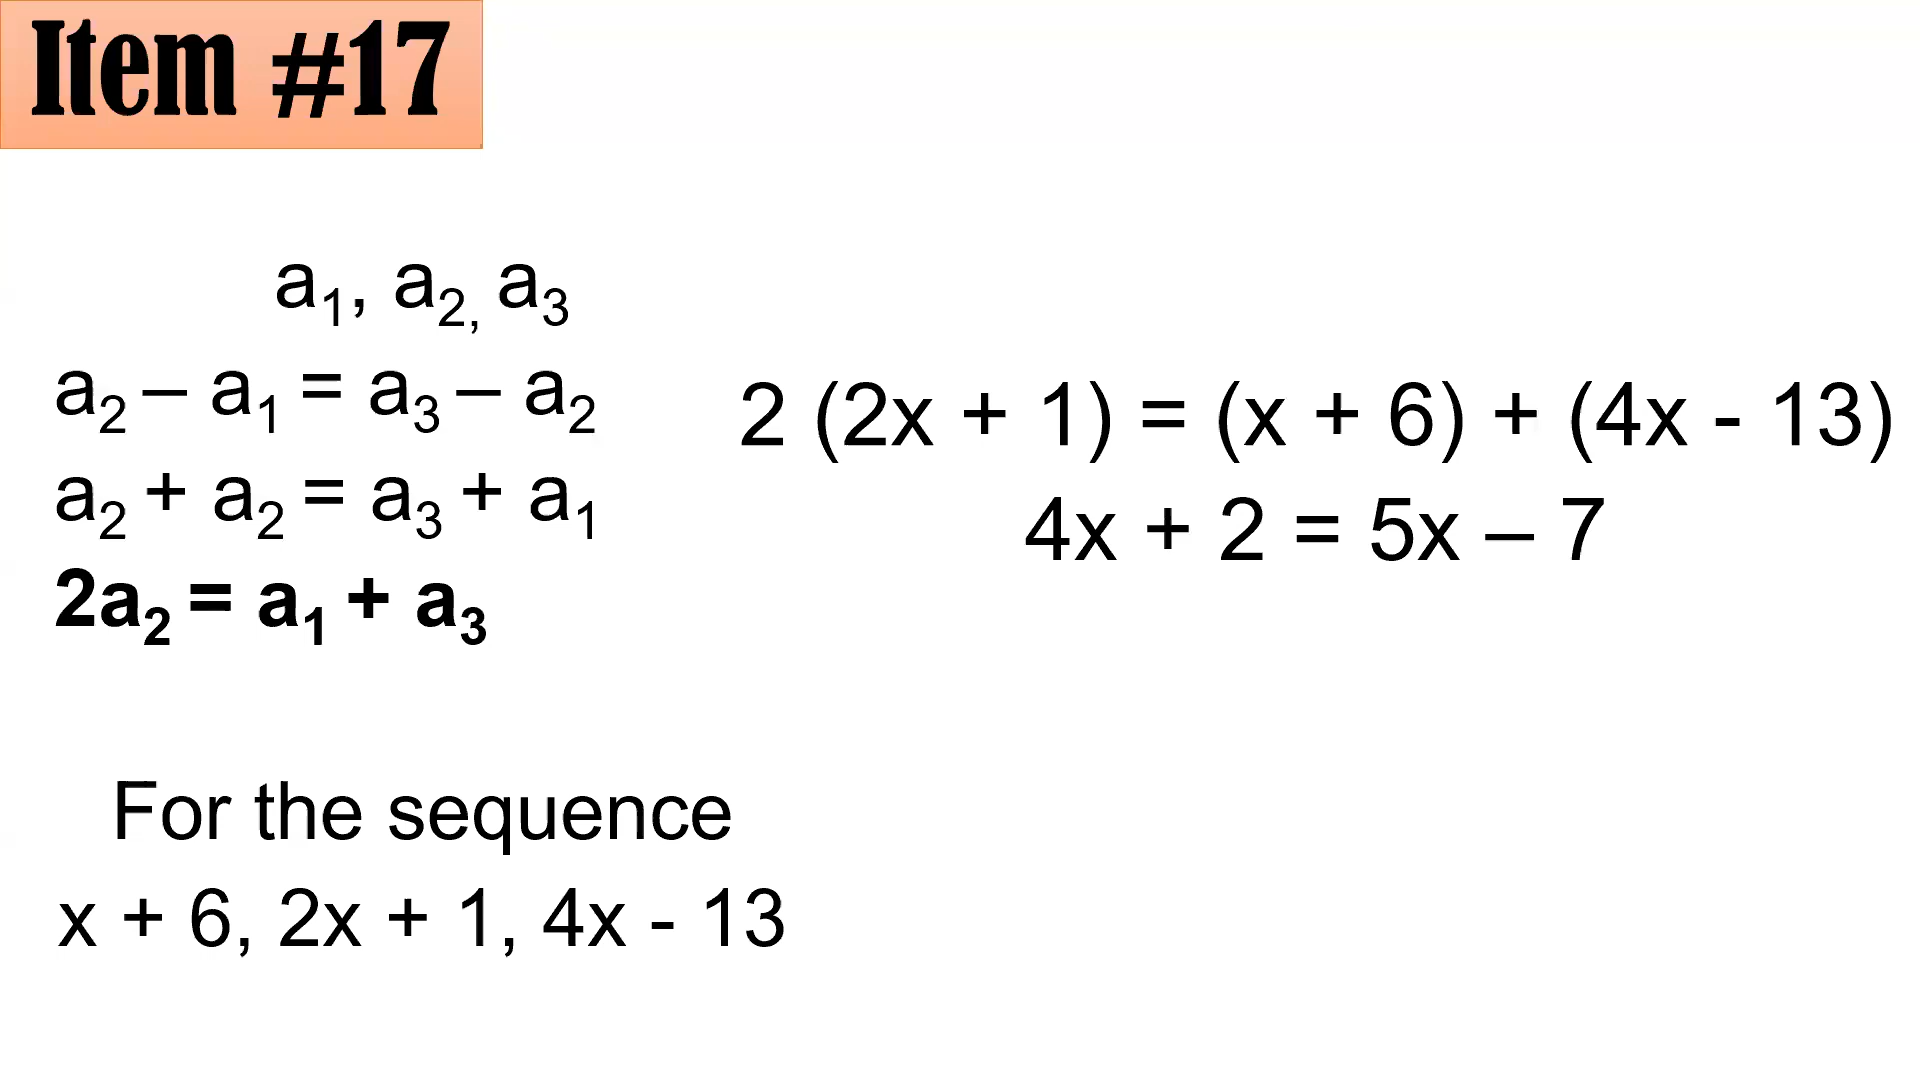 Item #17
a₁, a₂, a₃
a₂ – a₁ = a₃ – a₂
a₂ + a₂ = a₃ + a₁
2a₂ = a₁ + a₃
For the sequence
x + 6, 2x + 1, 4x - 13
2 (2x + 1) = (x + 6) + (4x - 13)
4x + 2 = 5x – 7